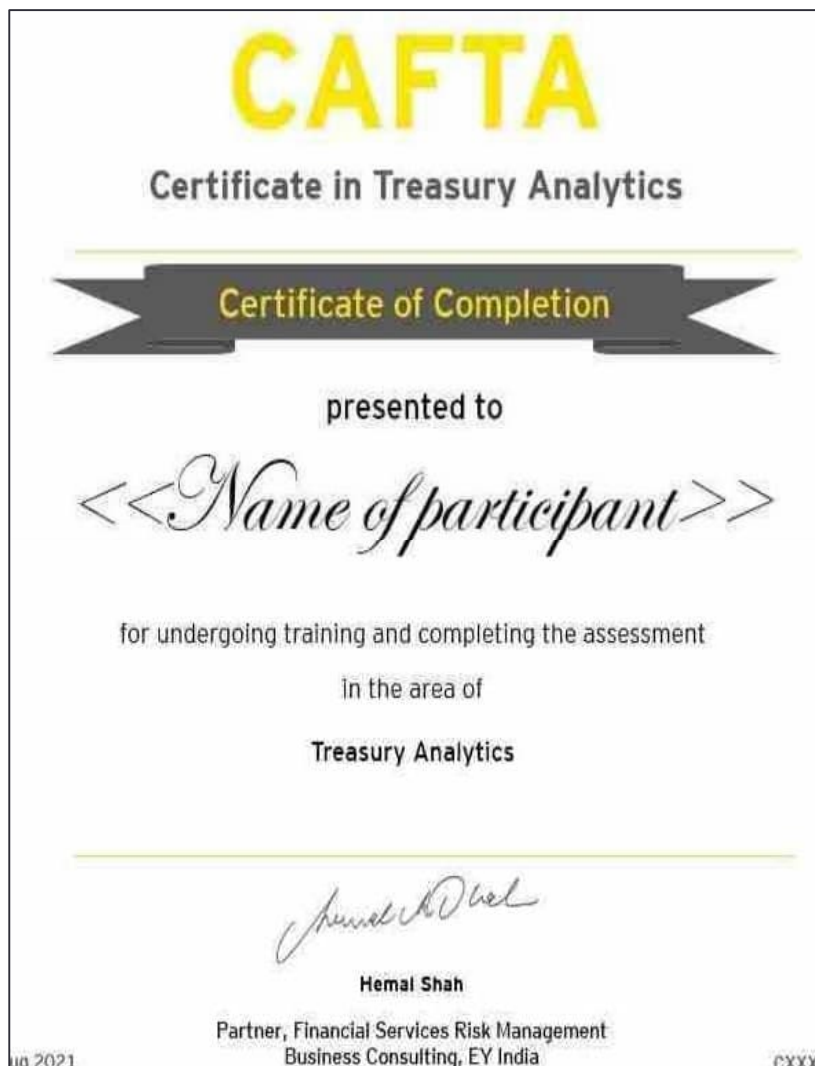 CAFTA
Certificate in Treasury Analytics
Certificate of Completion
presented to
<<Name of participant>>
for undergoing training and completing the assessment
in the area of
Treasury Analytics
Hemal Shah
Partner, Financial Services Risk Management
Business Consulting, EY India
2021